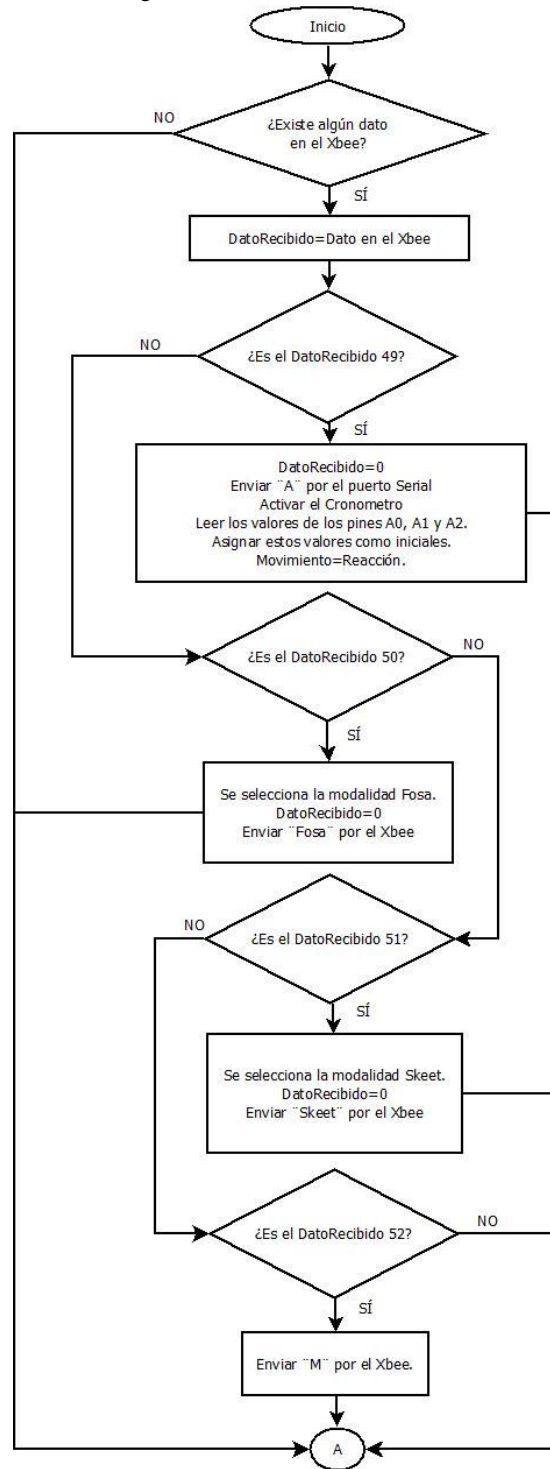 Inicio
NO
¿Existe algún dato
en el Xbee?
SÍ
DatoRecibido=Dato en el Xbee
NO
¿Es el DatoRecibido 49?
SÍ
DatoRecibido=0
Enviar ¨A¨ por el puerto Serial
Activar el Cronometro
Leer los valores de los pines A0, A1 y A2.
Asignar estos valores como iniciales.
Movimiento=Reacción.
¿Es el DatoRecibido 50?
NO
SÍ
Se selecciona la modalidad Fosa.
DatoRecibido=0
Enviar ¨Fosa¨ por el Xbee
NO
¿Es el DatoRecibido 51?
SÍ
Se selecciona la modalidad Skeet.
DatoRecibido=0
Enviar ¨Skeet¨ por el Xbee
¿Es el DatoRecibido 52?
NO
SÍ
Enviar ¨M¨ por el Xbee.
A